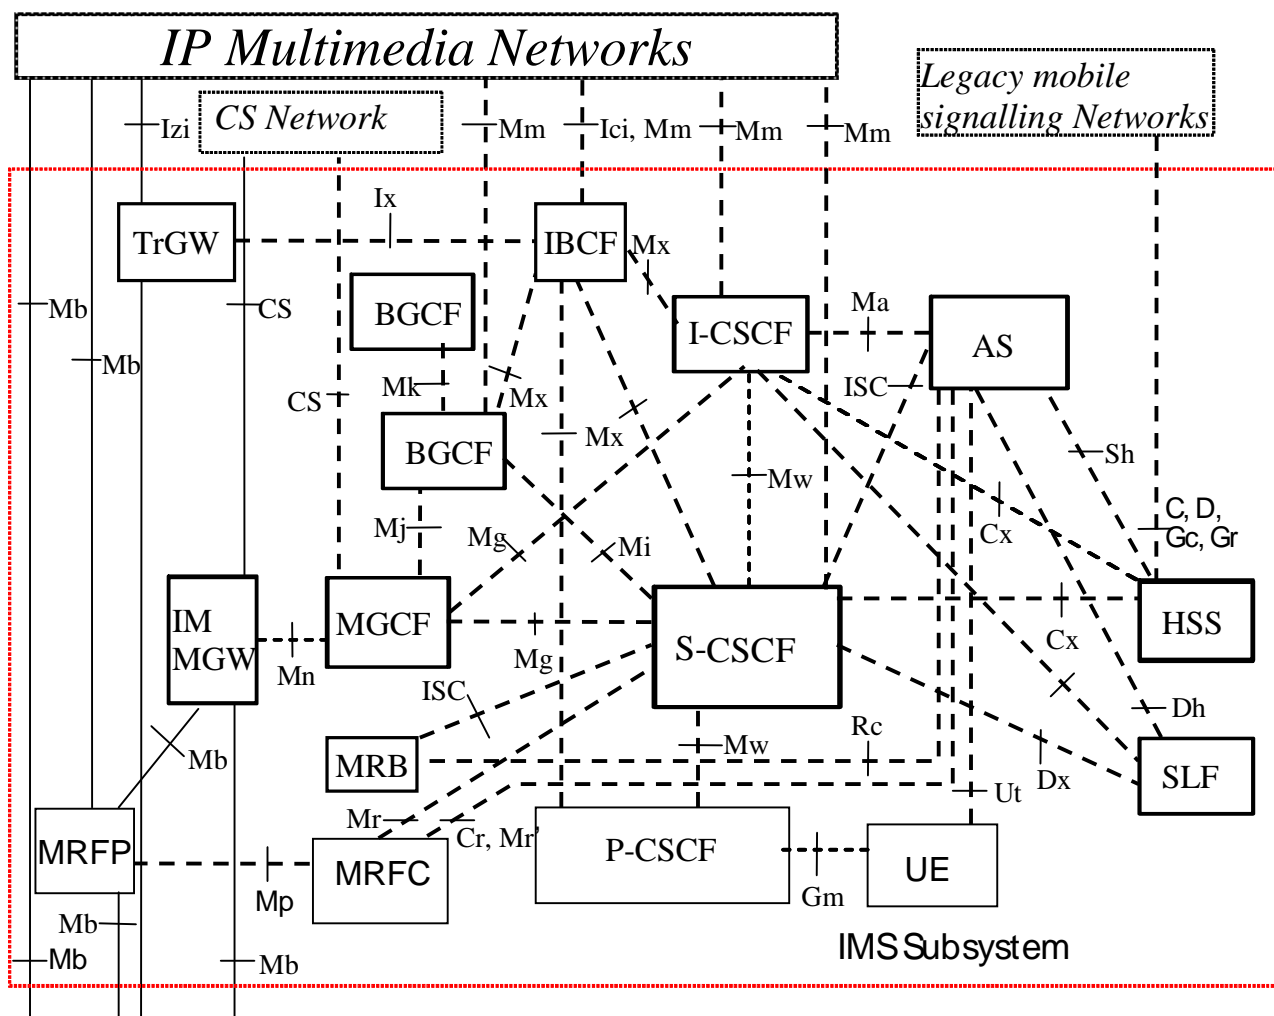 IP Multimedia Networks
Legacy mobile
signalling Networks
CS Network
Izi
Mm
Ici, Mm
Mm
Mm
Ix
TrGW
IBCF
Mx
Mb
CS
BGCF
I-CSCF
Ma
AS
Mb
Mk
Mx
ISC
CS
Mx
BGCF
Sh
Mw
Cx
C, D,
Gc, Gr
Mj
Mg
Mi
IM
MGW
MGCF
S-CSCF
HSS
Mn
Mg
Cx
ISC
Dh
Mb
MRB
Mw
Rc
Dx
SLF
Ut
Mr
Cr, Mr'
MRFP
MRFC
P-CSCF
UE
Mp
Gm
Mb
Mb
Mb
IMS Subsystem